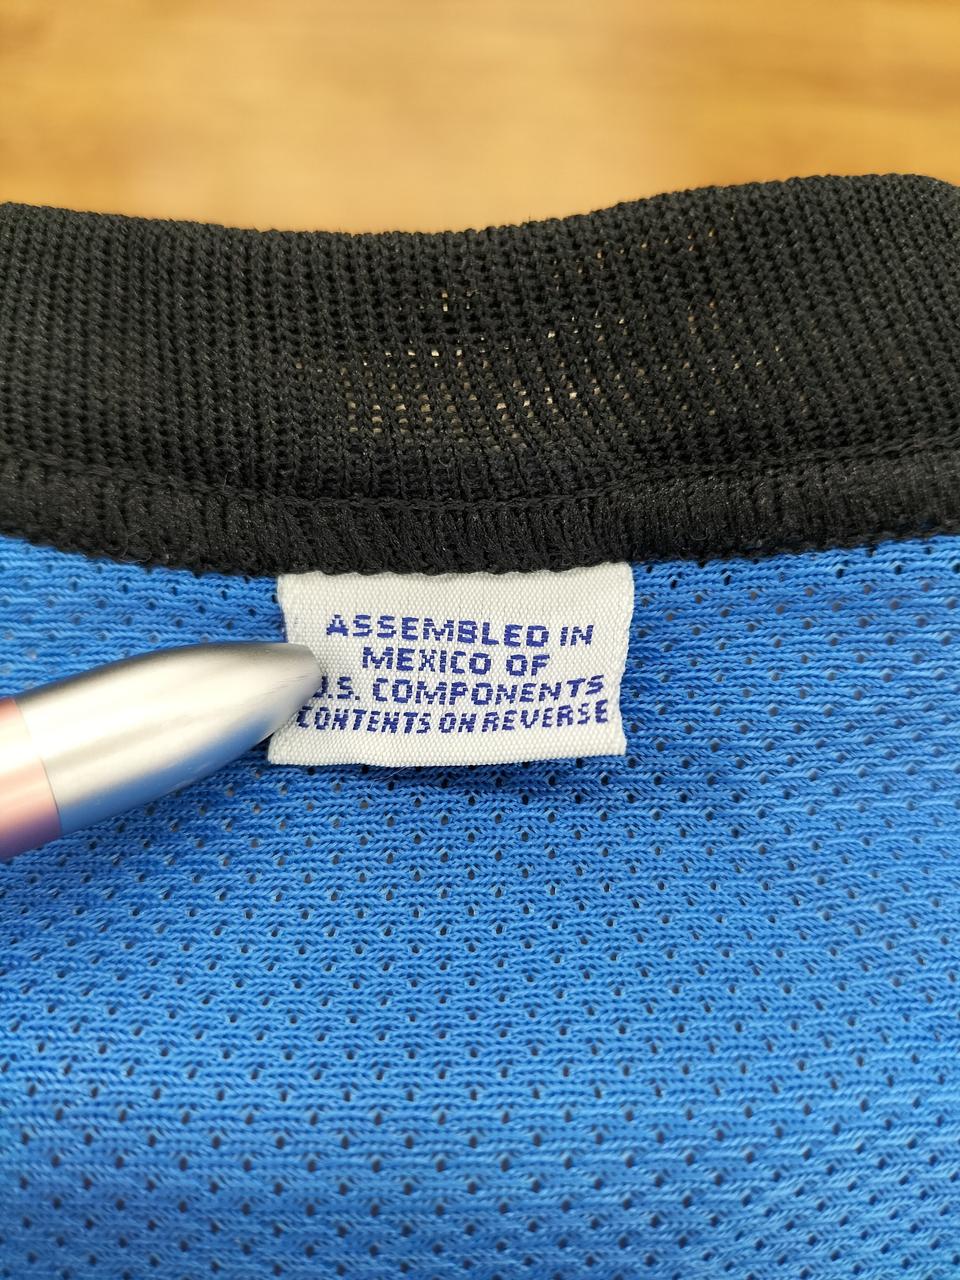 ASSEMBLED IN
MEXICO OF
U.S. COMPONENTS
CONTENTS ON REVERSE